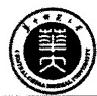 華中師範大學
CENTRAL CHINA NORMAL UNIVERSITY